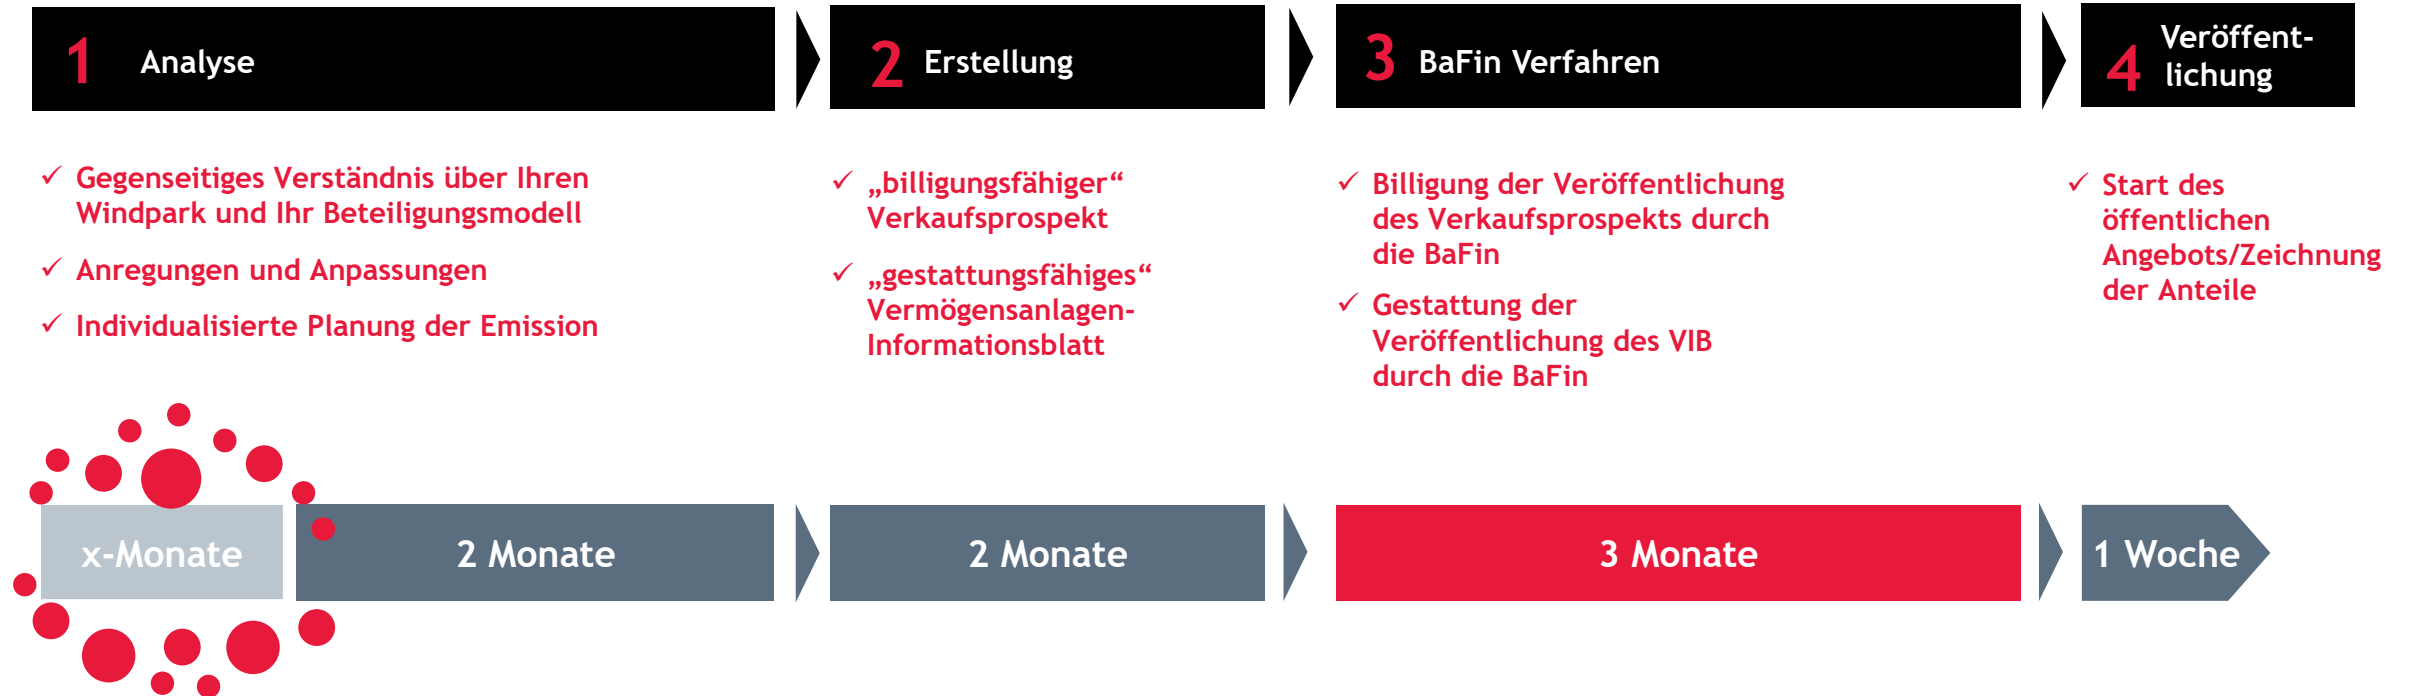 1 Analyse
2 Erstellung
3 BaFin Verfahren
4 Veröffent-
lichung
✓ Gegenseitiges Verständnis über Ihren
Windpark und Ihr Beteiligungsmodell
✓ Anregungen und Anpassungen
✓ Individualisierte Planung der Emission
✓ „billigungsfähiger“
Verkaufsprospekt
✓ „gestattungsfähiges“
Vermögensanlagen-
Informationsblatt
✓ Billigung der Veröffentlichung
des Verkaufsprospekts durch
die BaFin
✓ Gestattung der
Veröffentlichung des VIB
durch die BaFin
✓ Start des
öffentlichen
Angebots/Zeichnung
der Anteile
x-Monate
2 Monate
2 Monate
3 Monate
1 Woche